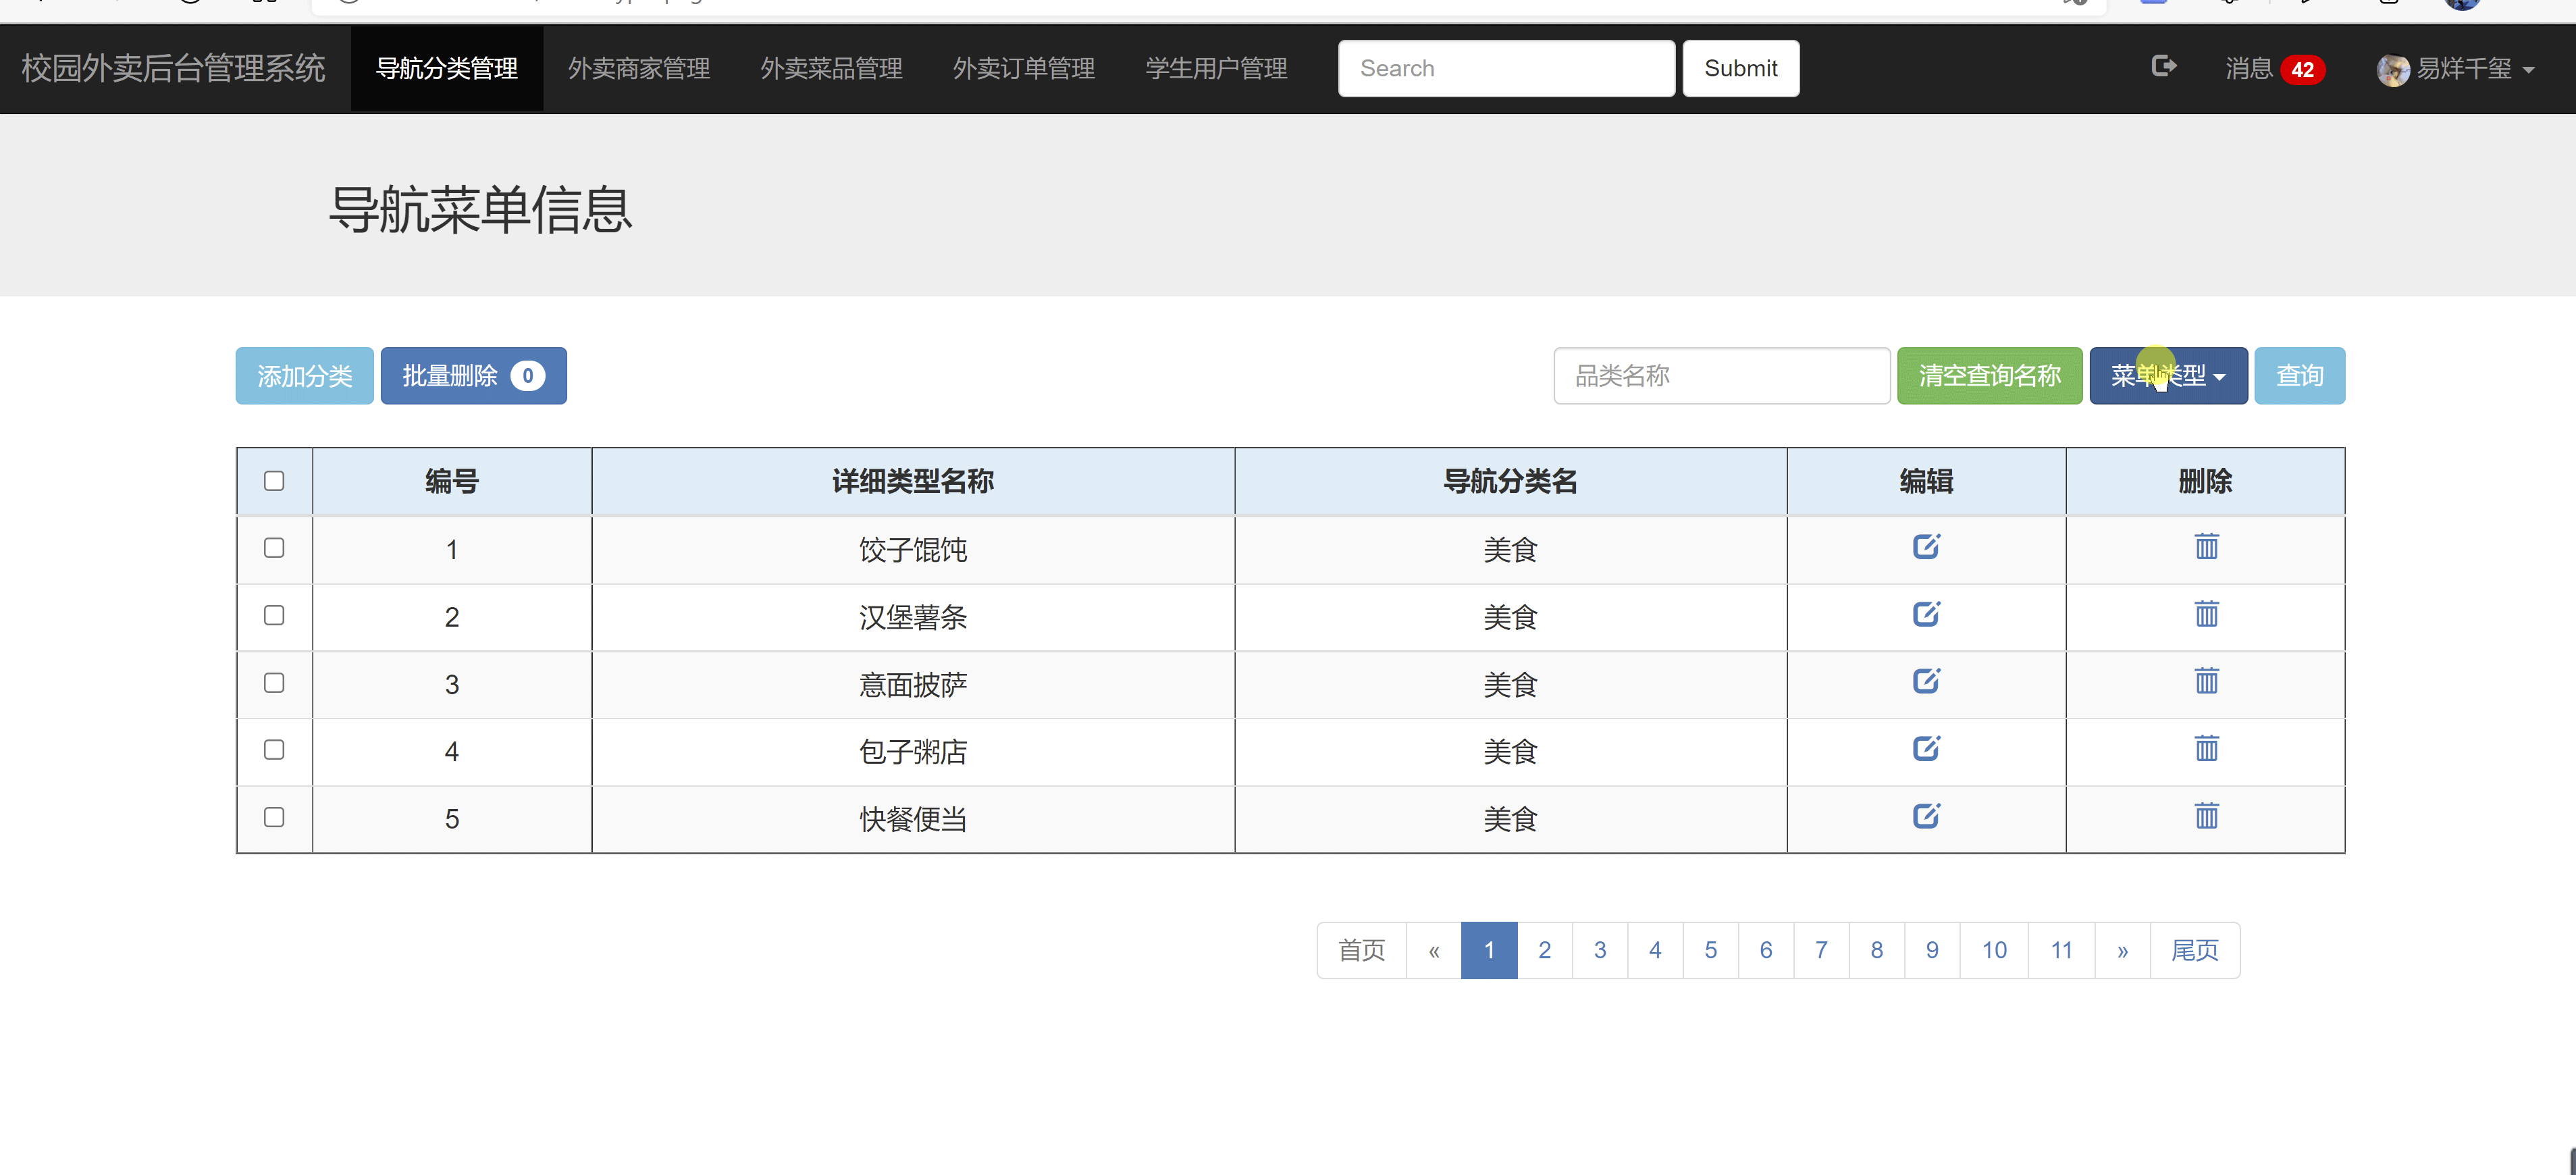 校园外卖后台管理系统 导航分类管理 外卖商家管理 外卖菜品管理 外卖订单管理 学生用户管理 Search Submit 消息 42 易烊千玺
导航菜单信息
添加分类 批量删除 0 品类名称 清空查询名称 菜单类型 查询
编号 详细类型名称 导航分类名 编辑 删除
1 饺子馄饨 美食
2 汉堡薯条 美食
3 意面披萨 美食
4 包子粥店 美食
5 快餐便当 美食
首页 « 1 2 3 4 5 6 7 8 9 10 11 » 尾页